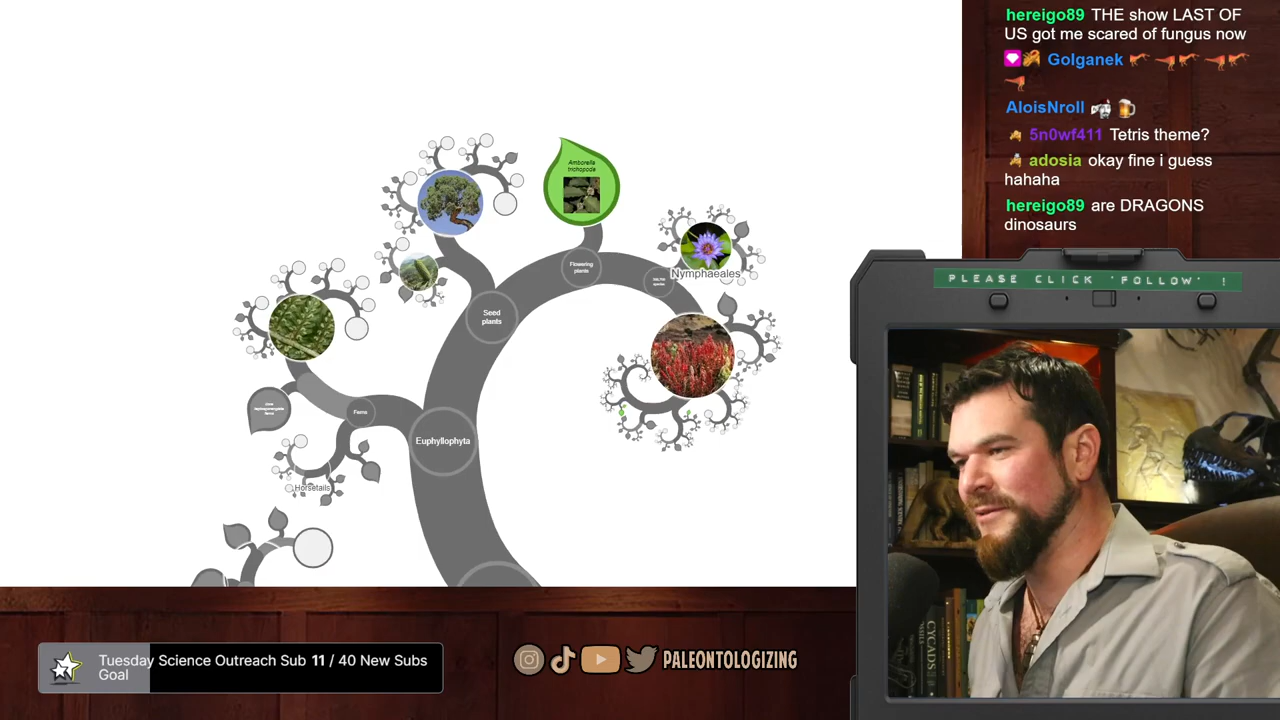 hereigo89 THE show LAST OF
US got me scared of fungus now
Golganek
AloisNroll
5n0wf411 Tetris theme?
adosia okay fine i guess
hahaha
hereigo89 are DRAGONS
dinosaurs
PLEASE CLICK 'FOLLOW' !
Amborella
trichopoda
Flowering
plants
Nymphaeales
Seed
plants
Ferns
Euphyllophyta
Horsetails
CYCADS
Tuesday Science Outreach Sub 11 / 40 New Subs
Goal
PALEONTOLOGIZING